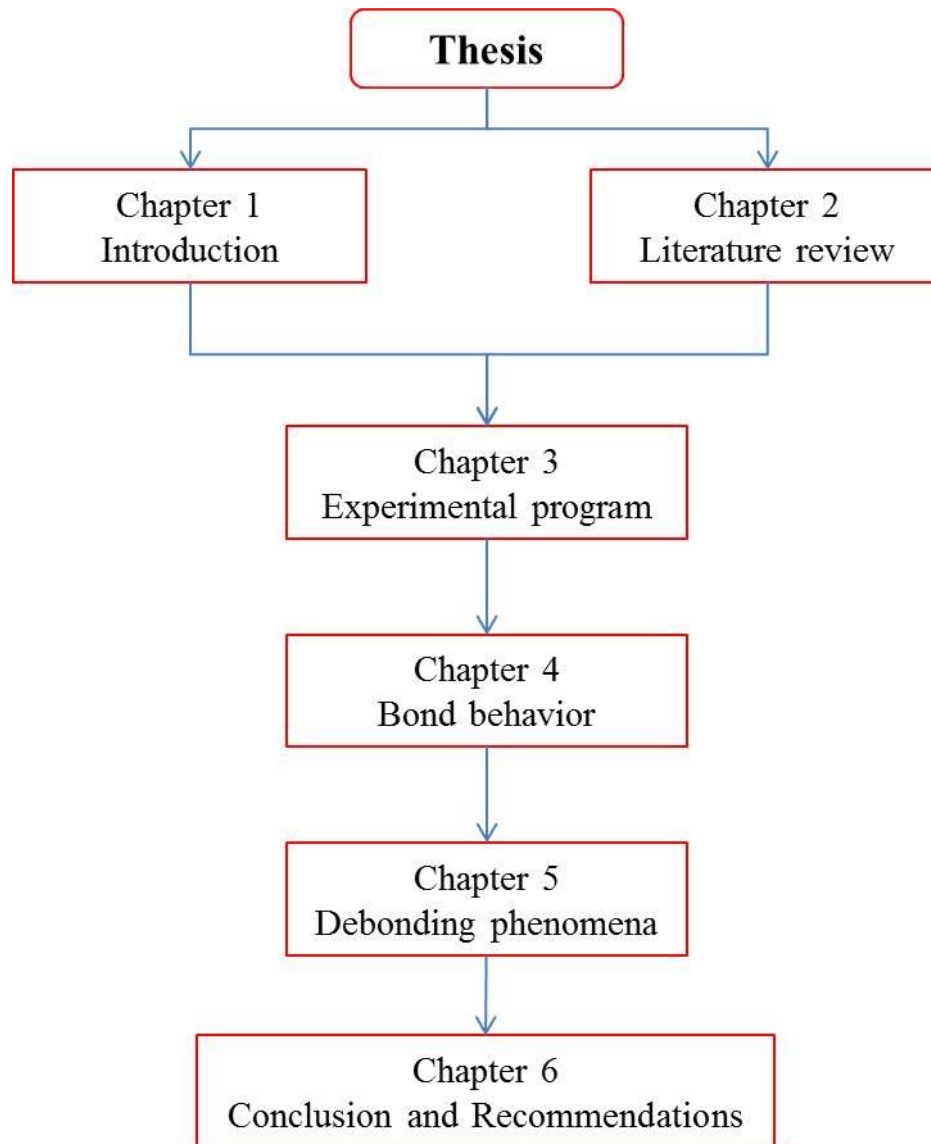 Thesis
Chapter 1
Introduction
Chapter 2
Literature review
Chapter 3
Experimental program
Chapter 4
Bond behavior
Chapter 5
Debonding phenomena
Chapter 6
Conclusion and Recommendations